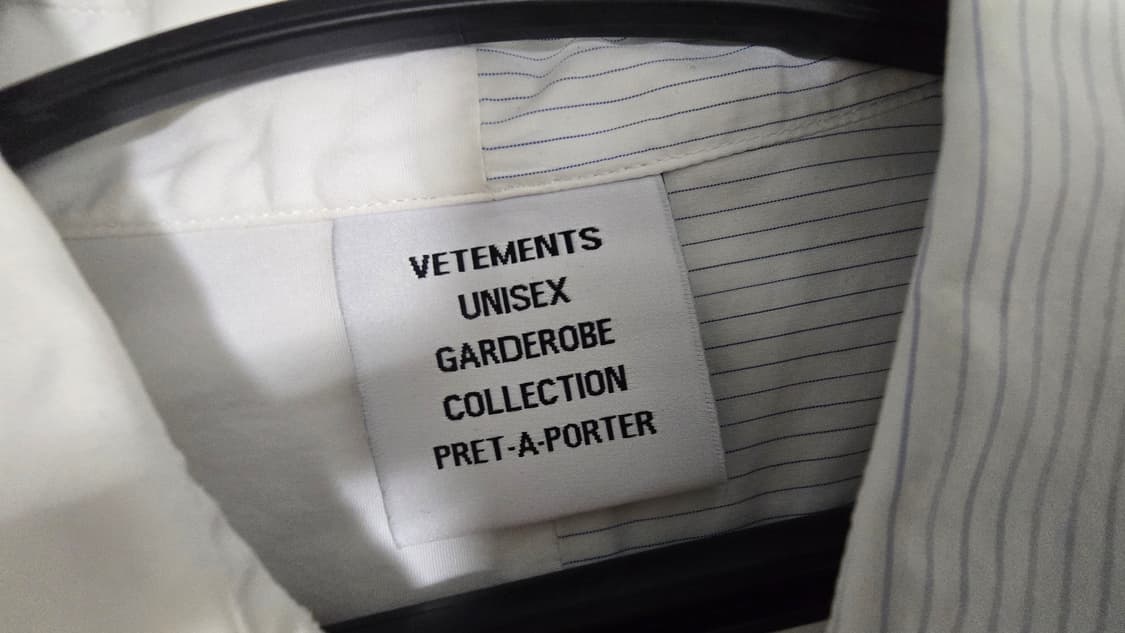 VETEMENTS
UNISEX
GARDEROBE
COLLECTION
PRET-A-PORTER